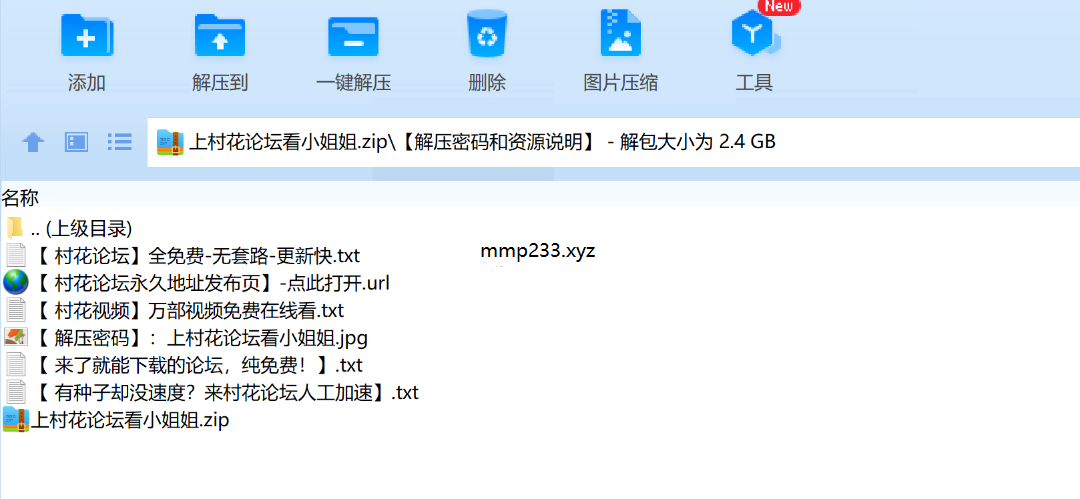 New
添加 解压到 一键解压 删除 图片压缩 工具
上村花论坛看小姐姐.zip\【解压密码和资源说明】 - 解包大小为 2.4 GB
名称
.. (上级目录)
mmp233.xyz
【 村花论坛】全免费-无套路-更新快.txt
【 村花论坛永久地址发布页】-点此打开.url
【 村花视频】万部视频免费在线看.txt
【 解压密码】：上村花论坛看小姐姐.jpg
【 来了就能下载的论坛，纯免费！】.txt
【 有种子却没速度？来村花论坛人工加速】.txt
上村花论坛看小姐姐.zip